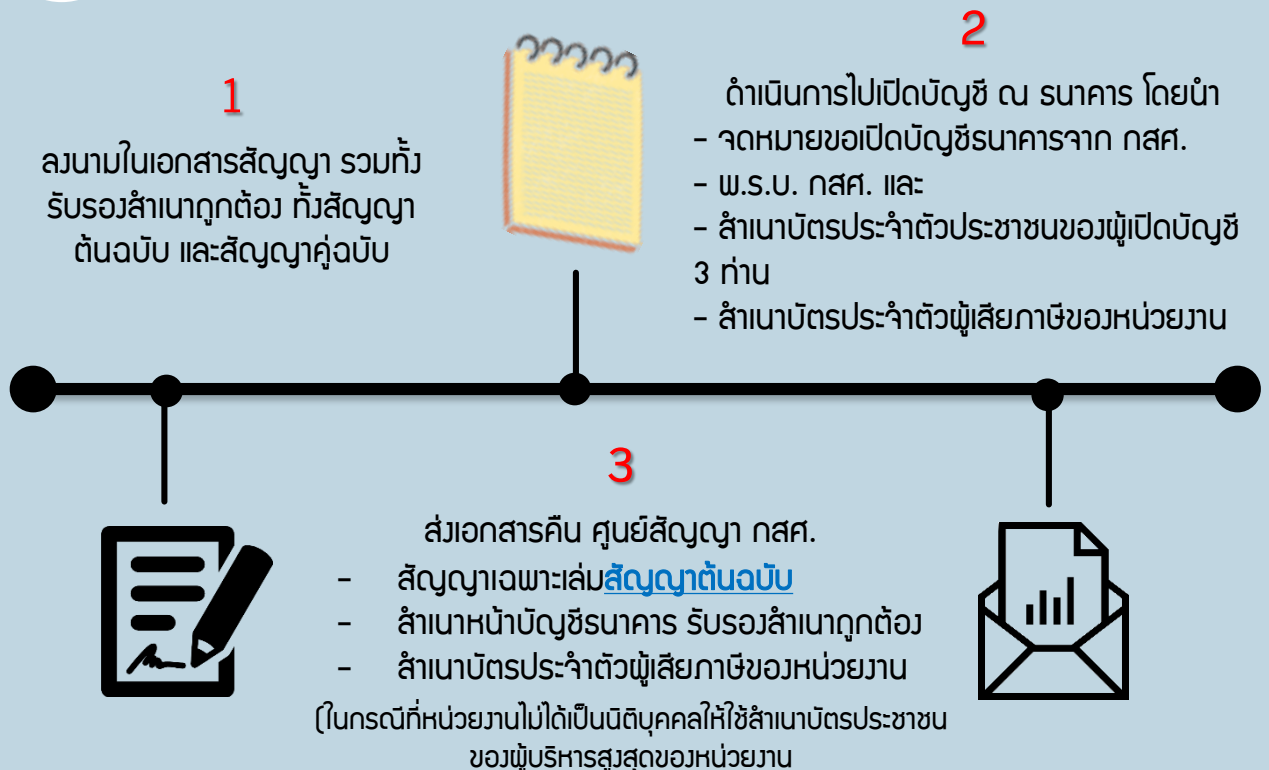 1
ลงนามในเอกสารสัญญา รวมทั้ง
รับรองสำเนาถูกต้อง ทั้งสัญญา
ต้นฉบับ และสัญญาคู่ฉบับ
2
ดำเนินการไปเปิดบัญชี ณ ธนาคาร โดยนำ
- จดหมายขอเปิดบัญชีธนาคารจาก กสศ.
- พ.ร.บ. กสศ. และ
- สำเนาบัตรประจำตัวประชาชนของผู้เปิดบัญชี
3 ท่าน
- สำเนาบัตรประจำตัวผู้เสียภาษีของหน่วยงาน
3
ส่งเอกสารคืน ศูนย์สัญญา กสศ.
- สัญญาเฉพาะเล่มสัญญาต้นฉบับ
- สำเนาหน้าบัญชีธนาคาร รับรองสำเนาถูกต้อง
- สำเนาบัตรประจำตัวผู้เสียภาษีของหน่วยงาน
(ในกรณีที่หน่วยงานไม่ได้เป็นนิติบุคคลให้ใช้สำเนาบัตรประชาชน
ของผู้บริหารสูงสุดของหน่วยงาน